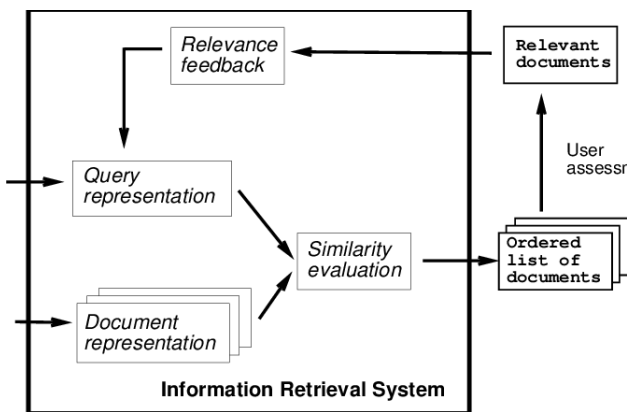 Relevance
feedback
Relevant
documents
User
Query
representation
Similarity
evaluation
Ordered
list of
documents
Document
representation
Information Retrieval System